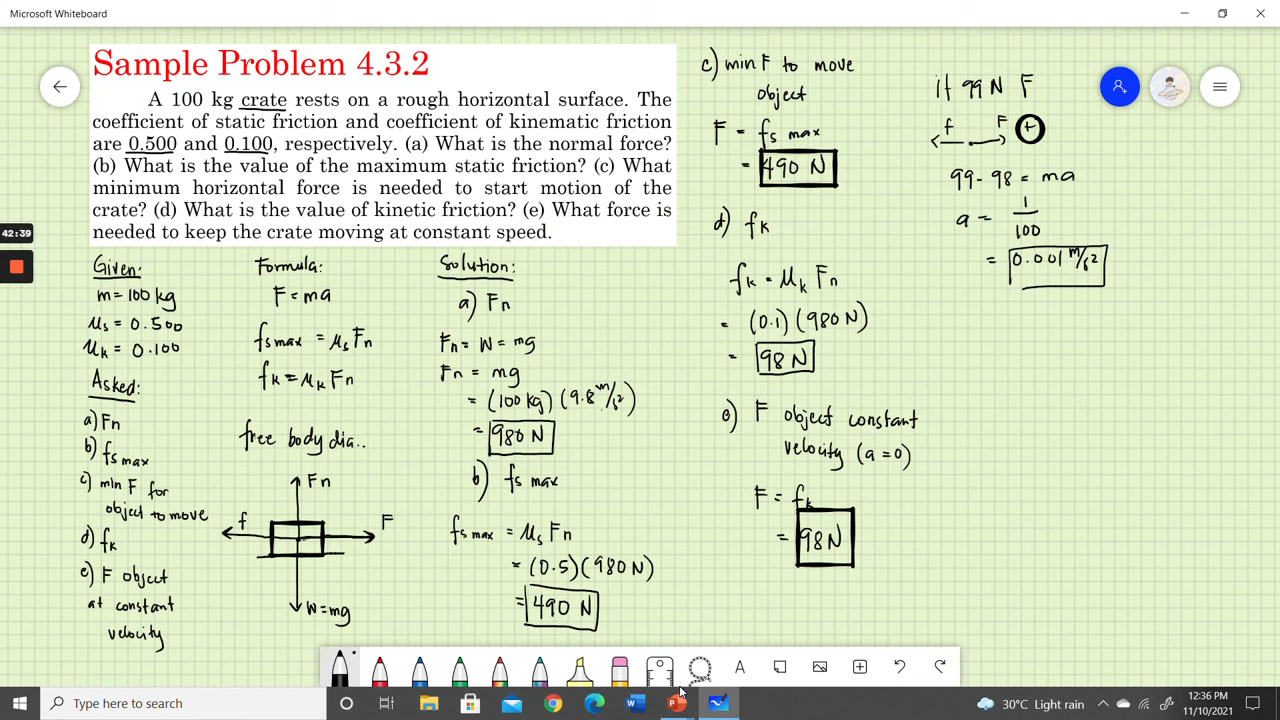 Microsoft Whiteboard
Sample Problem 4.3.2
A 100 kg crate rests on a rough horizontal surface. The
coefficient of static friction and coefficient of kinematic friction
are 0.500 and 0.100, respectively. (a) What is the normal force?
(b) What is the value of the maximum static friction? (c) What
minimum horizontal force is needed to start motion of the
crate? (d) What is the value of kinetic friction? (e) What force is
needed to keep the crate moving at constant speed.
42:39
Given:
m = 100 kg
μs = 0.500
μk = 0.100
Asked:
a) Fn
b) fs max
c) min F for
object to move
d) fk
e) F object
at constant
velocity
Formula:
F = ma
fs max = μs Fn
fk = μk Fn
free body dia..
Fn
f
F
W = mg
Solution:
a) Fn
Fn = W = mg
Fn = mg
= (100 kg) (9.8 m/s²)
= 980 N
b) fs max
fs max = μs Fn
= (0.5)(980 N)
= 490 N
c) min F to move
object
F = fs max
= 490 N
d) fk
fk = μk Fn
= (0.1) (980 N)
= 98 N
e) F object constant
velocity (a = 0)
F = fk
= 98 N
if 99 N F
f F +
99 - 98 = ma
a = 1/100
= 0.001 m/s²
A
Type here to search
30°C Light rain
12:36 PM
11/10/2021